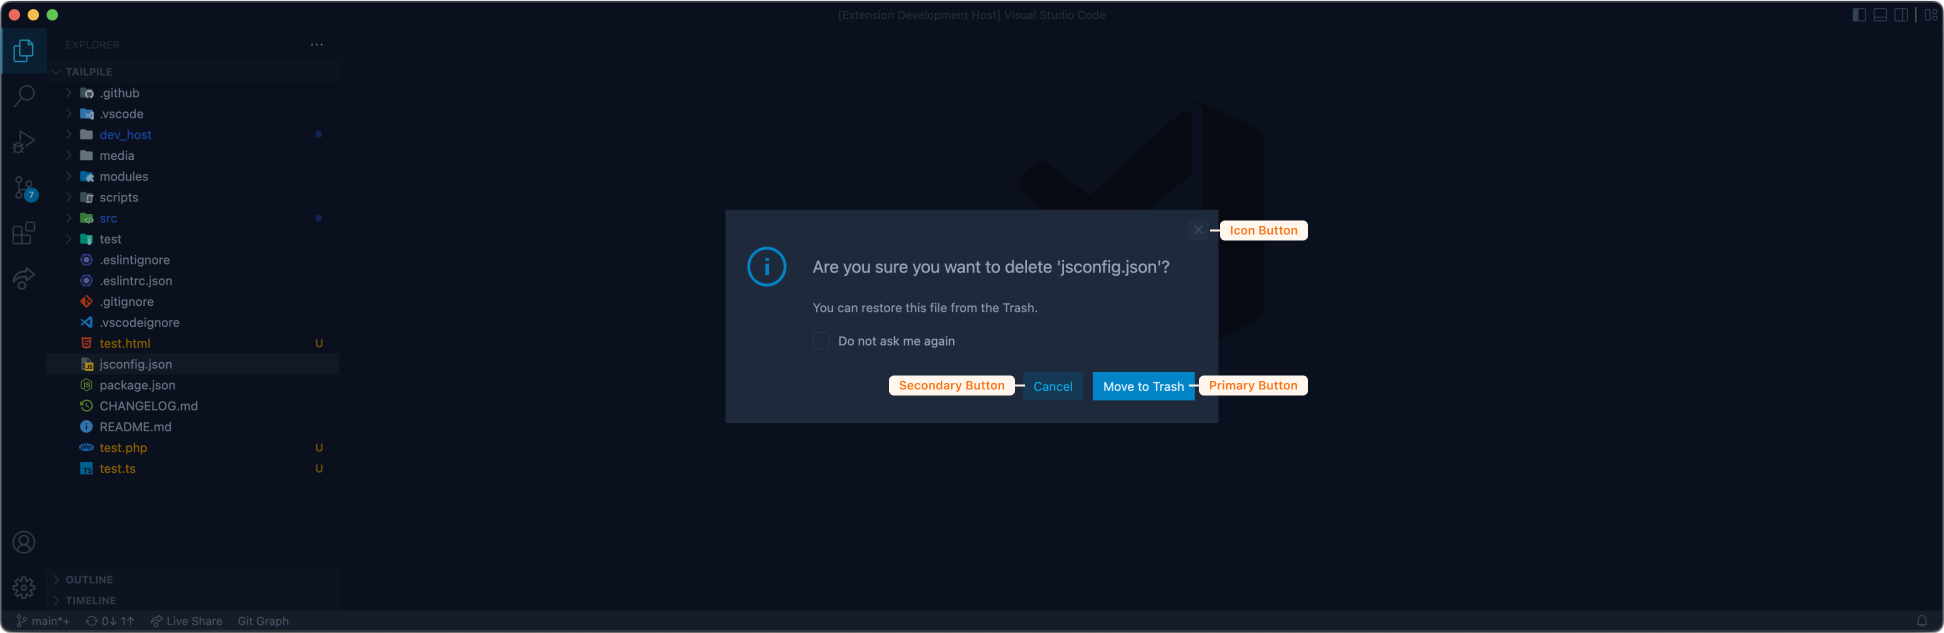 [Extension Development Host] Visual Studio Code
EXPLORER
TAILPILE
.github
.vscode
dev_host
media
modules
scripts
src
test
.eslintignore
.eslintrc.json
.gitignore
.vscodeignore
test.html U
jsconfig.json
package.json
CHANGELOG.md
README.md
test.php U
test.ts U
OUTLINE
TIMELINE
7
Icon Button
Are you sure you want to delete 'jsconfig.json'?
You can restore this file from the Trash.
Do not ask me again
Secondary Button Cancel Move to Trash Primary Button
main*+ 0↓ 1↑ Live Share Git Graph